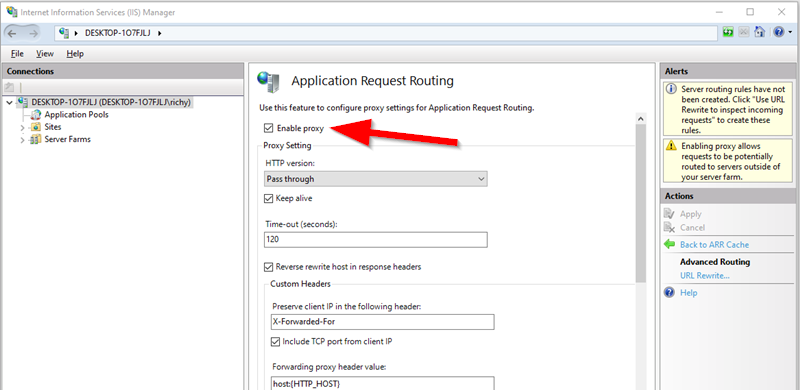 Internet Information Services (IIS) Manager
DESKTOP-1O7FJLJ
File View Help
Connections
DESKTOP-1O7FJLJ (DESKTOP-1O7FJLJ\richy)
Application Pools
Sites
Server Farms
Application Request Routing
Use this feature to configure proxy settings for Application Request Routing.
Enable proxy
Proxy Setting
HTTP version:
Pass through
Keep alive
Time-out (seconds):
120
Reverse rewrite host in response headers
Custom Headers
Preserve client IP in the following header:
X-Forwarded-For
Include TCP port from client IP
Forwarding proxy header value:
host:{HTTP_HOST}
Alerts
Server routing rules have not
been created. Click "Use URL
Rewrite to inspect incoming
requests" to create these
rules.
Enabling proxy allows
requests to be potentially
routed to servers outside of
your server farm.
Actions
Apply
Cancel
Back to ARR Cache
Advanced Routing
URL Rewrite...
Help